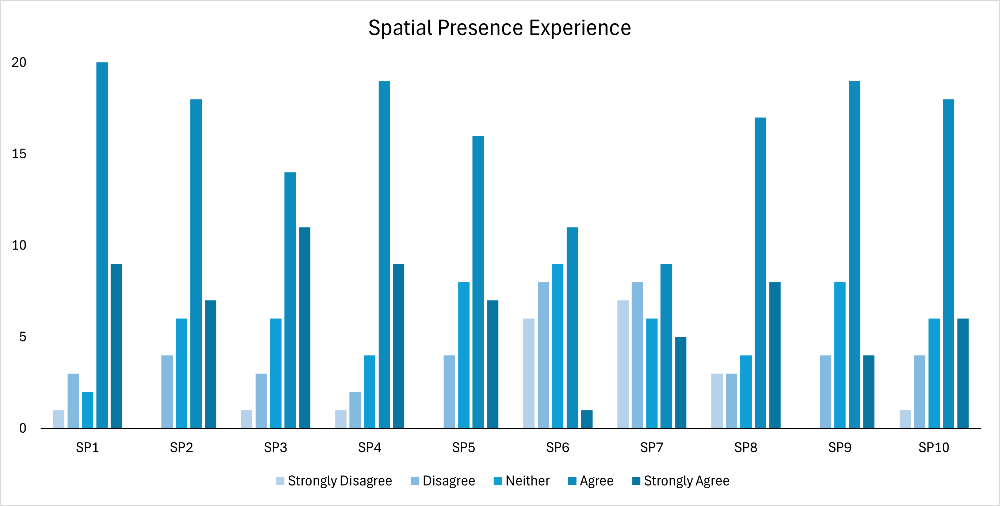 Spatial Presence Experience
20
15
10
5
0
SP1 SP2 SP3 SP4 SP5 SP6 SP7 SP8 SP9 SP10
Strongly Disagree Disagree Neither Agree Strongly Agree